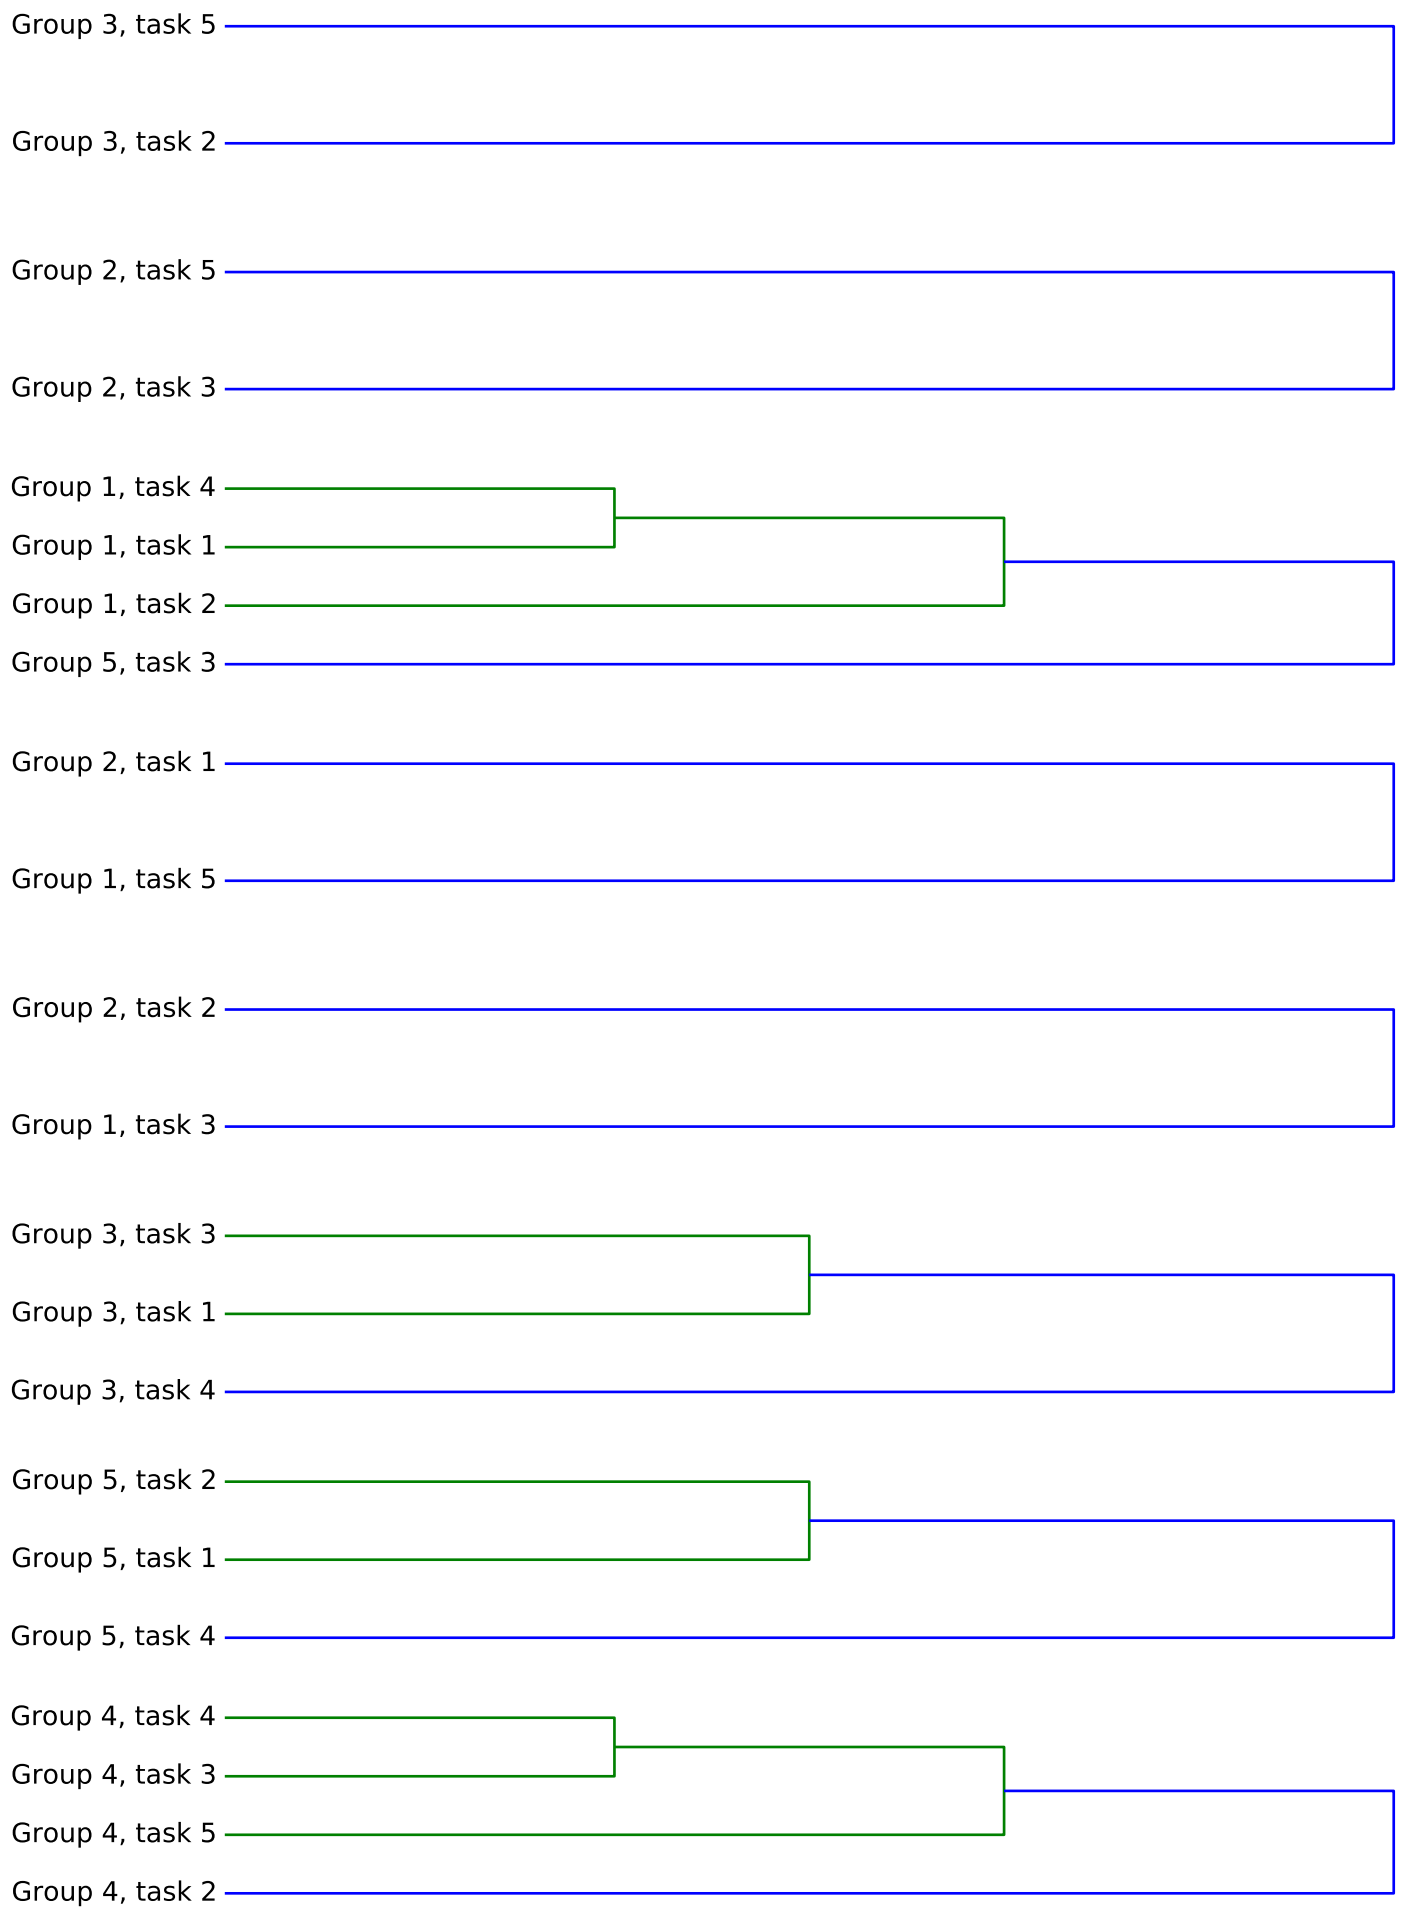 Group 3, task 5
Group 3, task 2
Group 2, task 5
Group 2, task 3
Group 1, task 4
Group 1, task 1
Group 1, task 2
Group 5, task 3
Group 2, task 1
Group 1, task 5
Group 2, task 2
Group 1, task 3
Group 3, task 3
Group 3, task 1
Group 3, task 4
Group 5, task 2
Group 5, task 1
Group 5, task 4
Group 4, task 4
Group 4, task 3
Group 4, task 5
Group 4, task 2